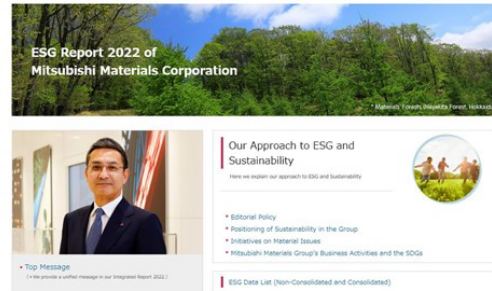 ESG Report 2022 of
Mitsubishi Materials Corporation
* Materials' Forests (Hayakita Forest, Hokkaido
Our Approach to ESG and
Sustainability
Here we explain our approach to ESG and Sustainability
Editorial Policy
Positioning of Sustainability in the Group
Initiatives on Material Issues
Mitsubishi Materials Group's Business Activities and the SDGs
Top Message
(* We provide a unified message in our Integrated Report 2022.)
ESG Data List (Non-Consolidated and Consolidated)